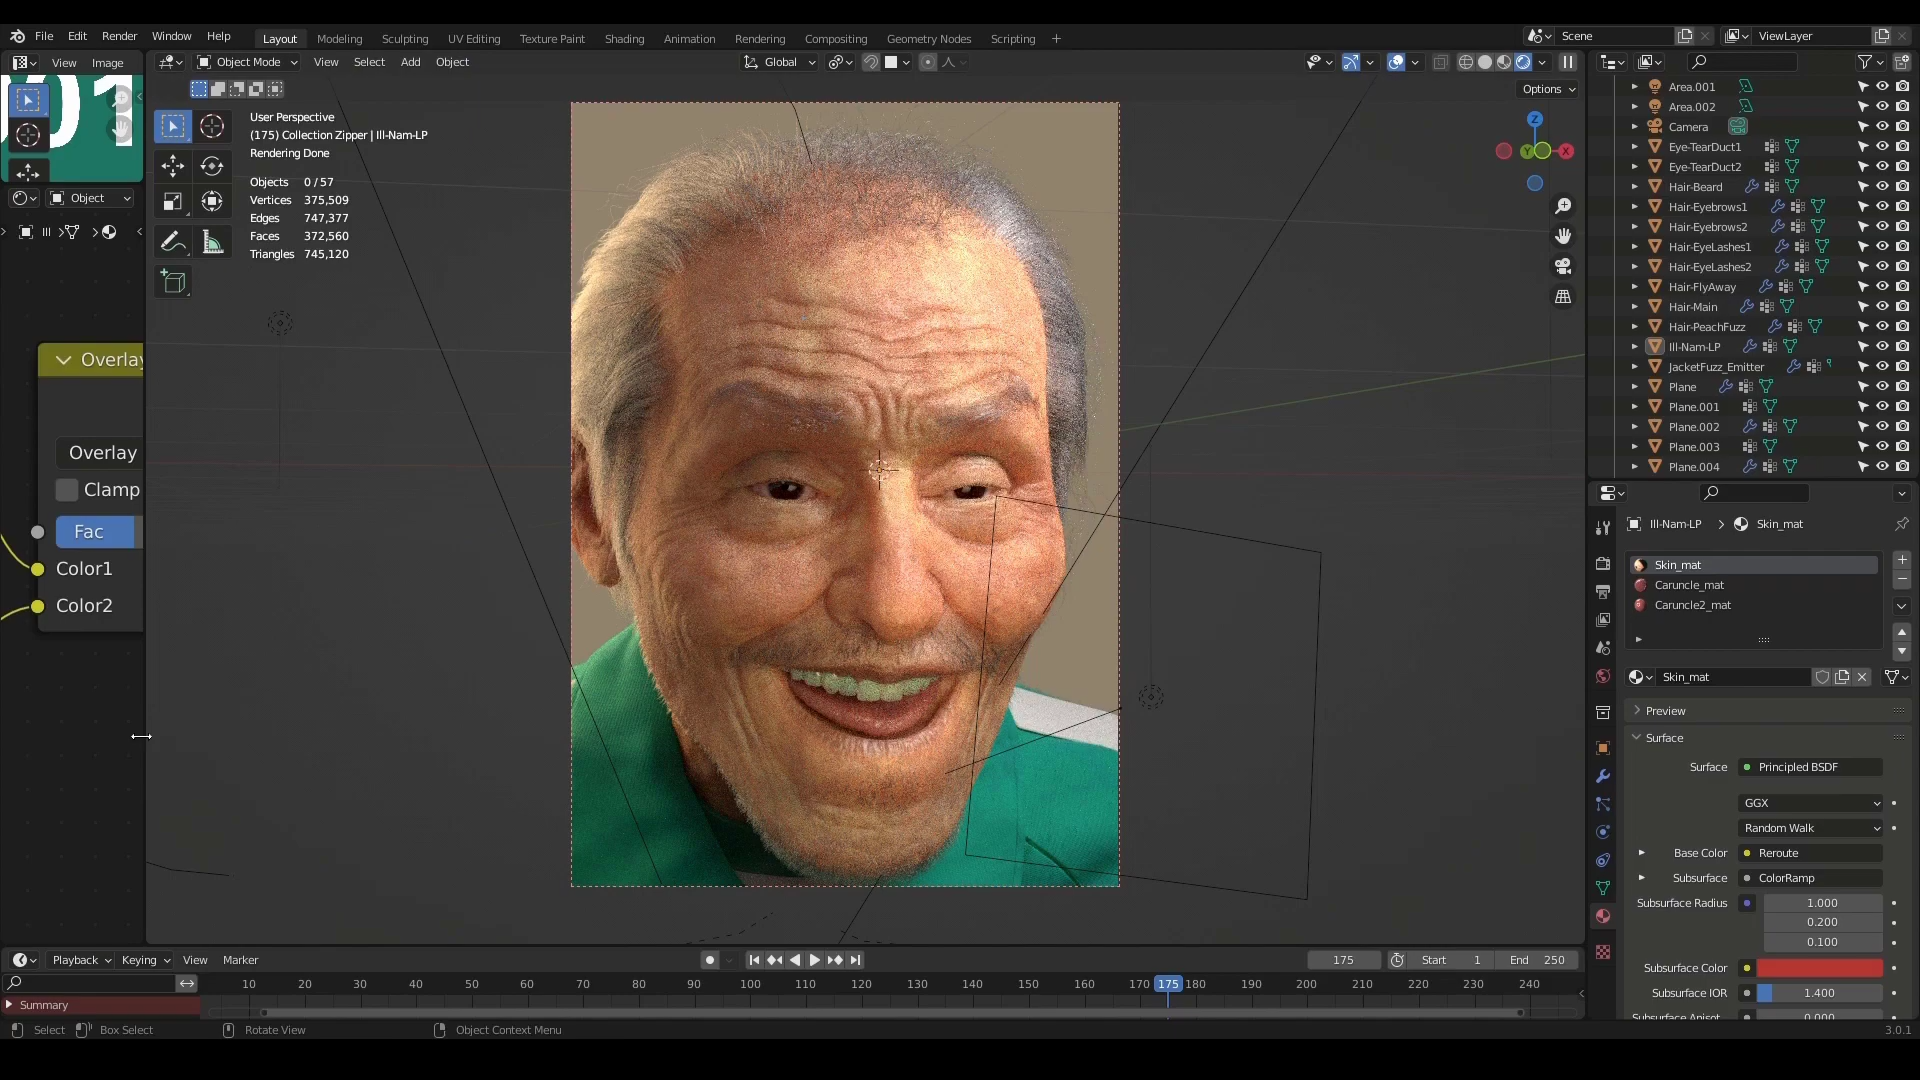 File Edit Render Window Help
Layout Modeling Sculpting UV Editing Texture Paint Shading Animation Rendering Compositing Geometry Nodes Scripting +
Scene
ViewLayer
View Image
Object Mode View Select Add Object
Global
Options
01
Object
User Perspective
(175) Collection Zipper | Ill-Nam-LP
Rendering Done
Objects 0 / 57
Vertices 375,509
Edges 747,377
Faces 372,560
Triangles 745,120
Z
Y
X
Overlay
Overlay
Clamp
Fac
Color1
Color2
Area.001
Area.002
Camera
Eye-TearDuct1
Eye-TearDuct2
Hair-Beard
Hair-Eyebrows1
Hair-Eyebrows2
Hair-EyeLashes1
Hair-EyeLashes2
Hair-FlyAway
Hair-Main
Hair-PeachFuzz
Ill-Nam-LP
JacketFuzz_Emitter
Plane
Plane.001
Plane.002
Plane.003
Plane.004
Ill-Nam-LP > Skin_mat
Skin_mat
Caruncle_mat
Caruncle2_mat
Skin_mat
Preview
Surface
Surface Principled BSDF
GGX
Random Walk
Base Color Reroute
Subsurface ColorRamp
Subsurface Radius 1.000
0.200
0.100
Subsurface Color
Subsurface IOR 1.400
Subsurface Anisot 0.000
Playback Keying View Marker
175
Start 1
End 250
10 20 30 40 50 60 70 80 90 100 110 120 130 140 150 160 170 175 180 190 200 210 220 230 240
Summary
Select Box Select Rotate View Object Context Menu
3.0.1